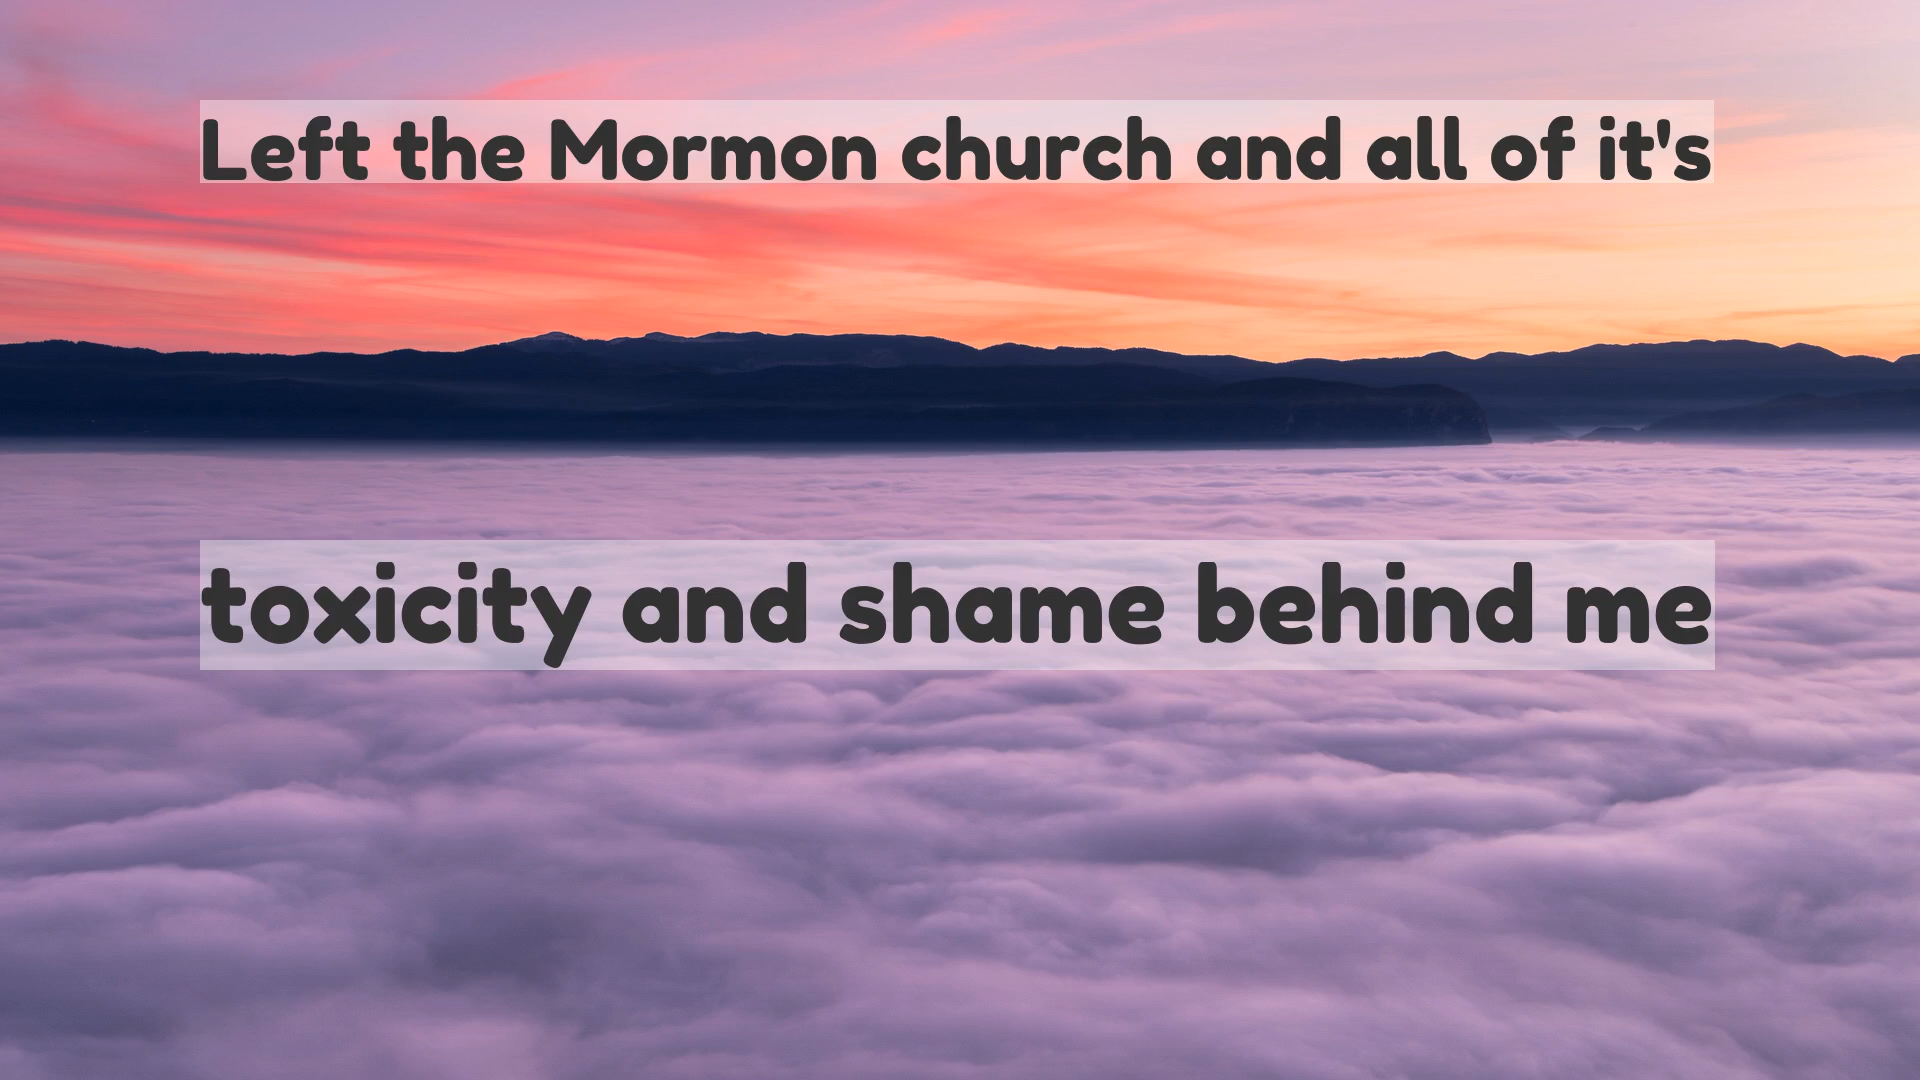 Left the Mormon church and all of it's
toxicity and shame behind me